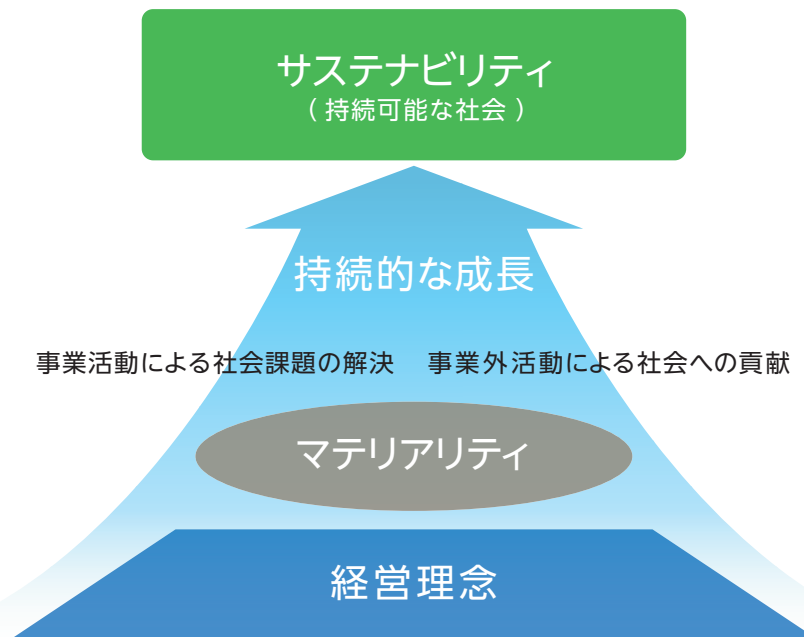 サステナビリティ
（ 持続可能な社会 ）
持続的な成長
事業活動による社会課題の解決　事業外活動による社会への貢献
マテリアリティ
経営理念